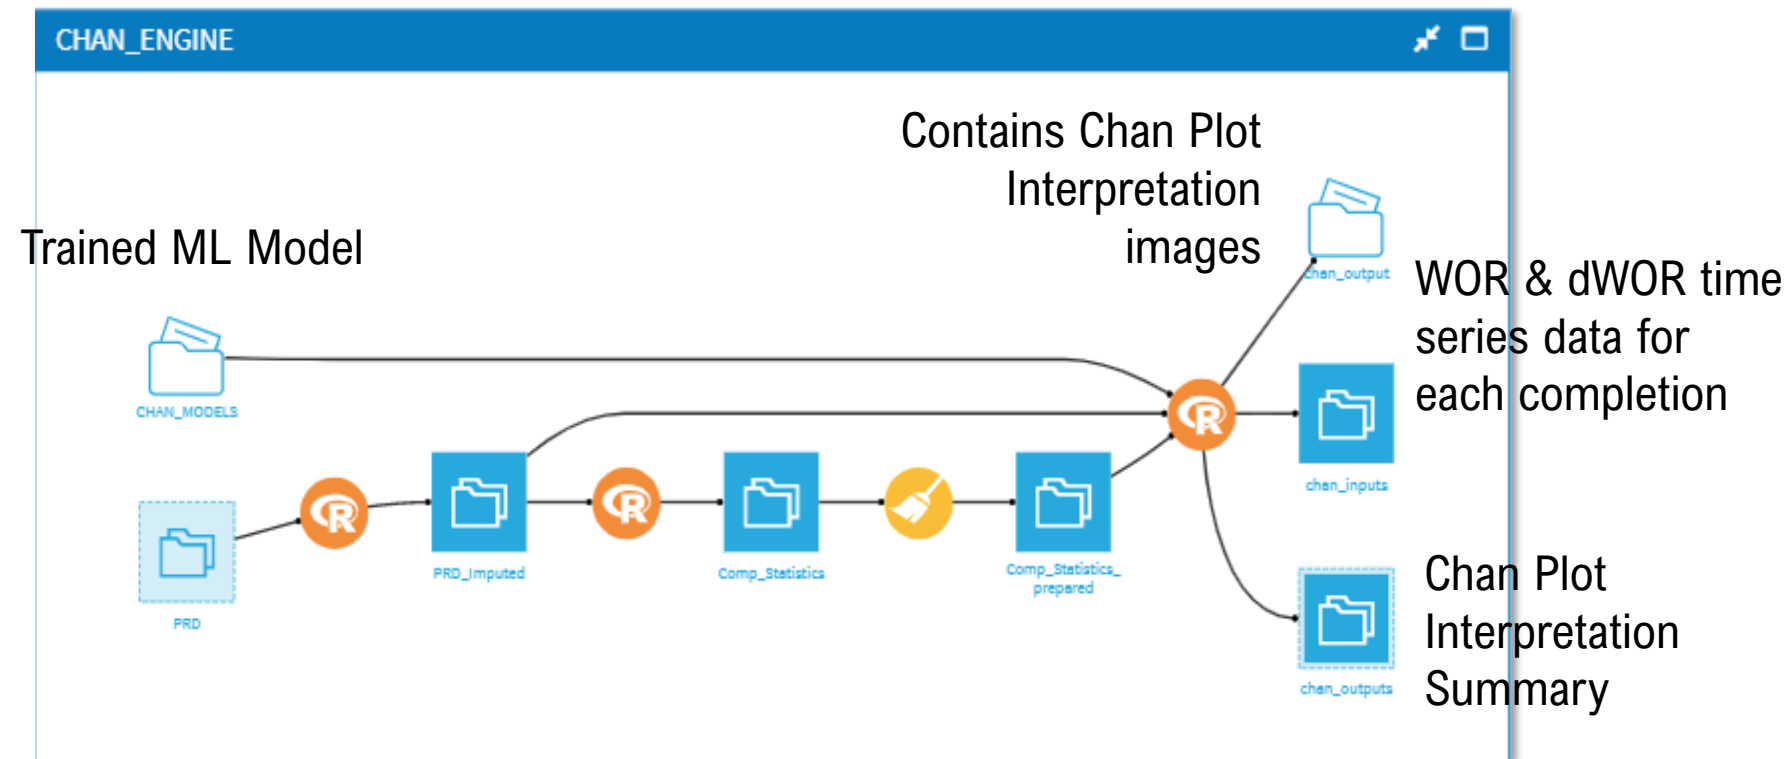 CHAN_ENGINE
Contains Chan Plot
Interpretation
images
Trained ML Model
chan_output
WOR & dWOR time
series data for
each completion
CHAN_MODELS
R
chan_inputs
R
R
PRD_Imputed
Comp_Statistics
Comp_Statistics_
prepared
PRD
Chan Plot
Interpretation
Summary
chan_outputs